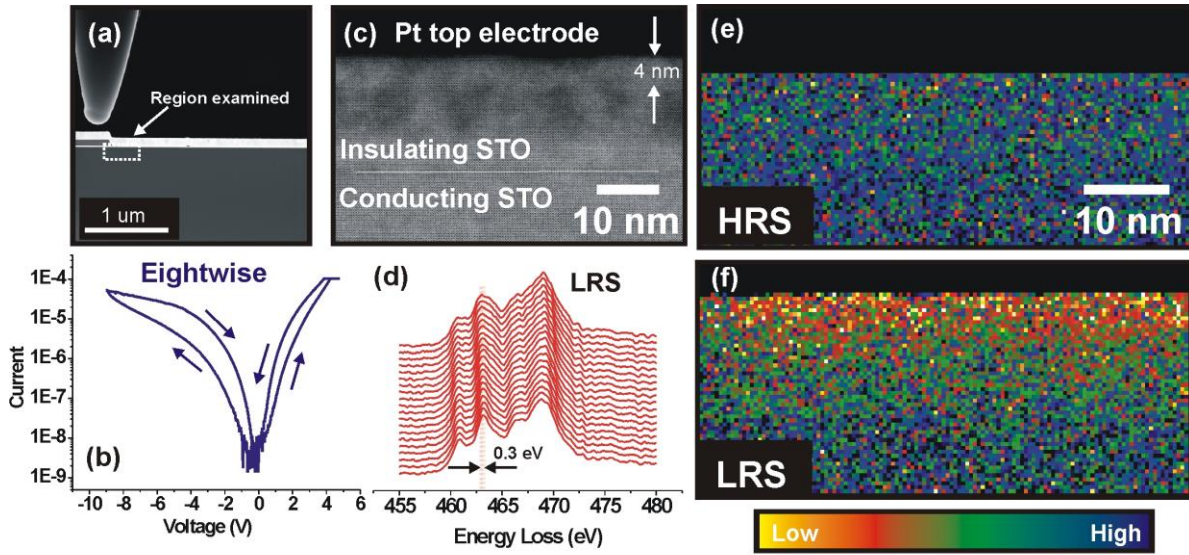 (a)
Region examined
1 um
(c)
Pt top electrode
4 nm
Insulating STO
Conducting STO
10 nm
(e)
HRS
10 nm
(b)
Eightwise
1E-4
1E-5
1E-6
1E-7
1E-8
1E-9
Current
-10 -8 -6 -4 -2 0 2 4 6
Voltage (V)
(d)
LRS
0.3 eV
455 460 465 470 475 480
Energy Loss (eV)
(f)
LRS
Low
High